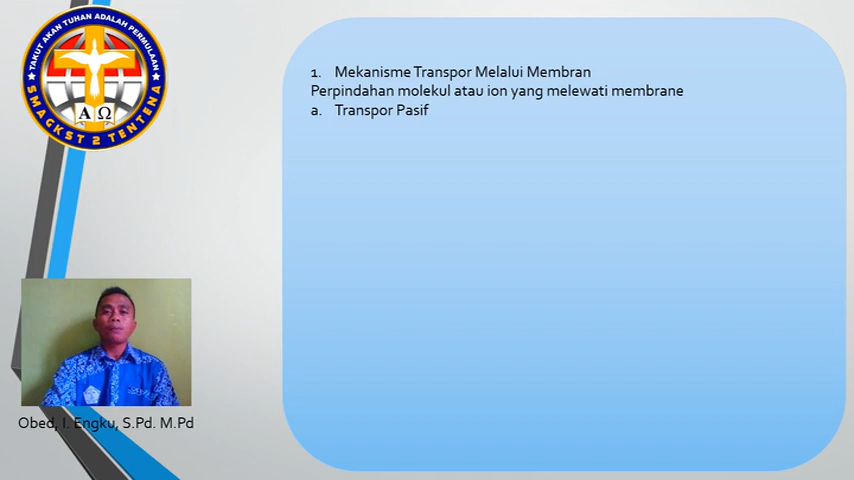 TAKUT AKAN TUHAN ADALAH PERMULAAN
SMAGKST 2 TENTENA
Α Ω
1. Mekanisme Transpor Melalui Membran
Perpindahan molekul atau ion yang melewati membrane
a. Transpor Pasif
Obed, I. Engku, S.Pd. M.Pd